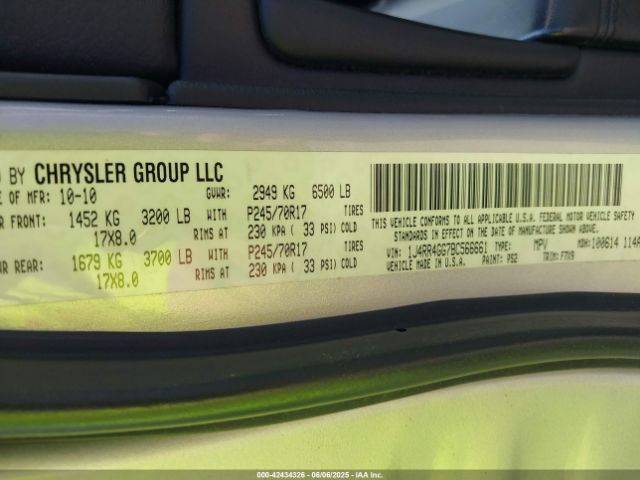 BY CHRYSLER GROUP LLC
OF MFR: 10-10 GVWR: 2949 KG 6500 LB
FRONT: 1452 KG 3200 LB WITH P245/70R17 TIRES
17X8.0 RIMS AT 230 KPA ( 33 PSI) COLD
REAR: 1679 KG 3700 LB WITH P245/70R17 TIRES
17X8.0 RIMS AT 230 KPA ( 33 PSI) COLD
THIS VEHICLE CONFORMS TO ALL APPLICABLE U.S.A. FEDERAL MOTOR VEHICLE SAFETY
STANDARDS IN EFFECT ON THE DATE OF MANUFACTURE SHOWN ABOVE.
VIN: 1J4RR4GG7BC566661 TYPE: MPV MDH: 100614
VEHICLE MADE IN U.S.A. PAINT: PS2 TRIM:
000-42434326 | 06/06/2025 - Copyright © IAA, Inc.